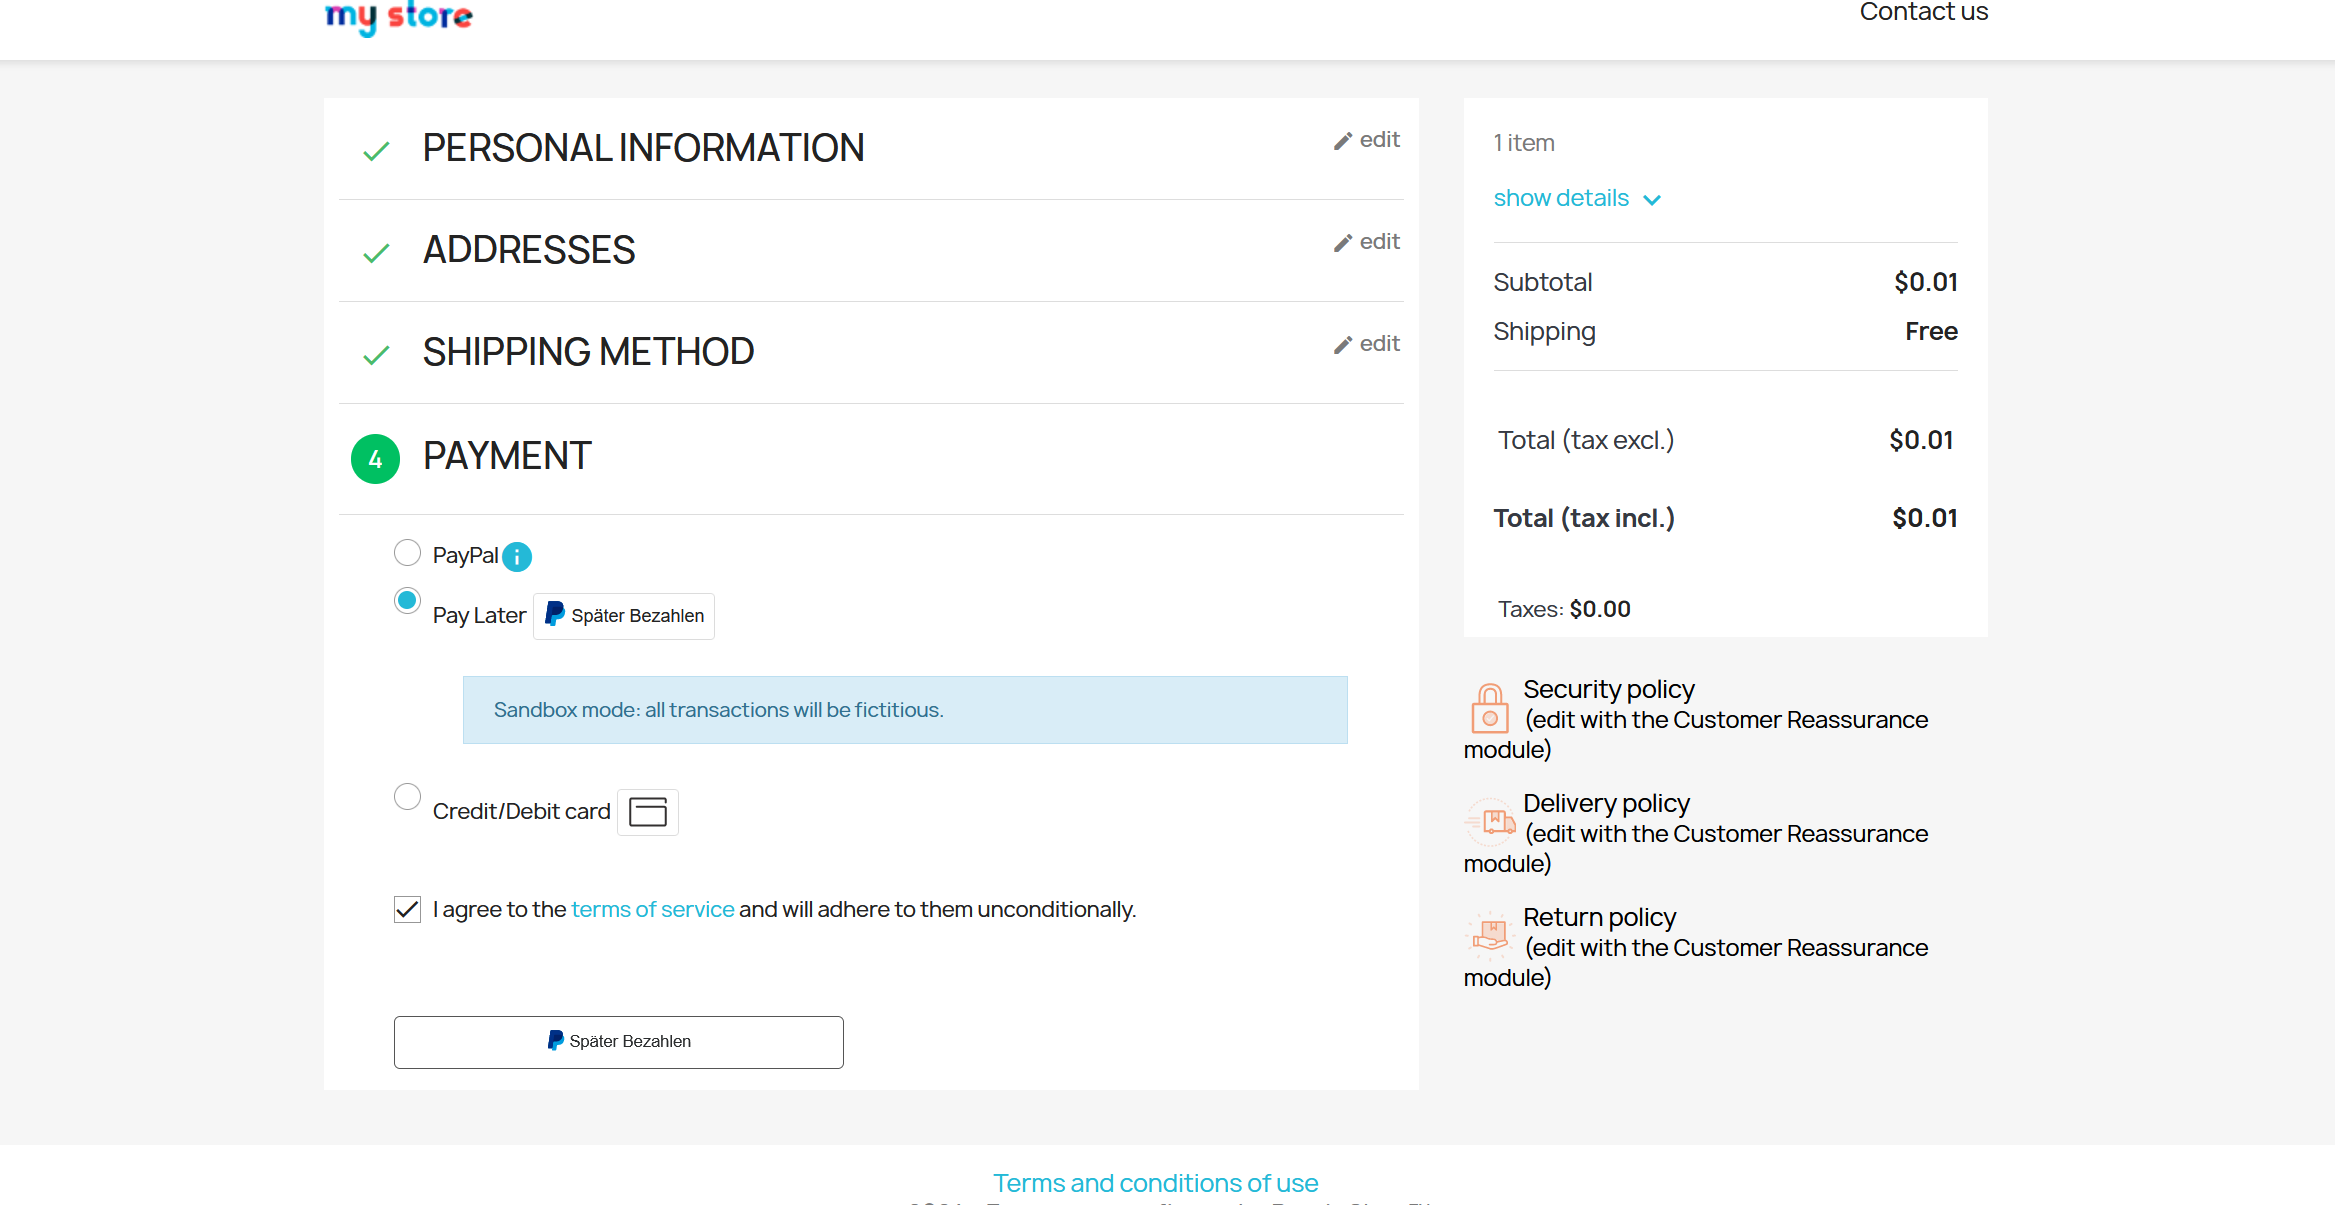 my store
Contact us
PERSONAL INFORMATION
edit
ADDRESSES
edit
SHIPPING METHOD
edit
4
PAYMENT
PayPal
i
Pay Later
Später Bezahlen
Sandbox mode: all transactions will be fictitious.
Credit/Debit card
I agree to the terms of service and will adhere to them unconditionally.
Später Bezahlen
1 item
show details
Subtotal $0.01
Shipping Free
Total (tax excl.) $0.01
Total (tax incl.) $0.01
Taxes: $0.00
Security policy
(edit with the Customer Reassurance
module)
Delivery policy
(edit with the Customer Reassurance
module)
Return policy
(edit with the Customer Reassurance
module)
Terms and conditions of use